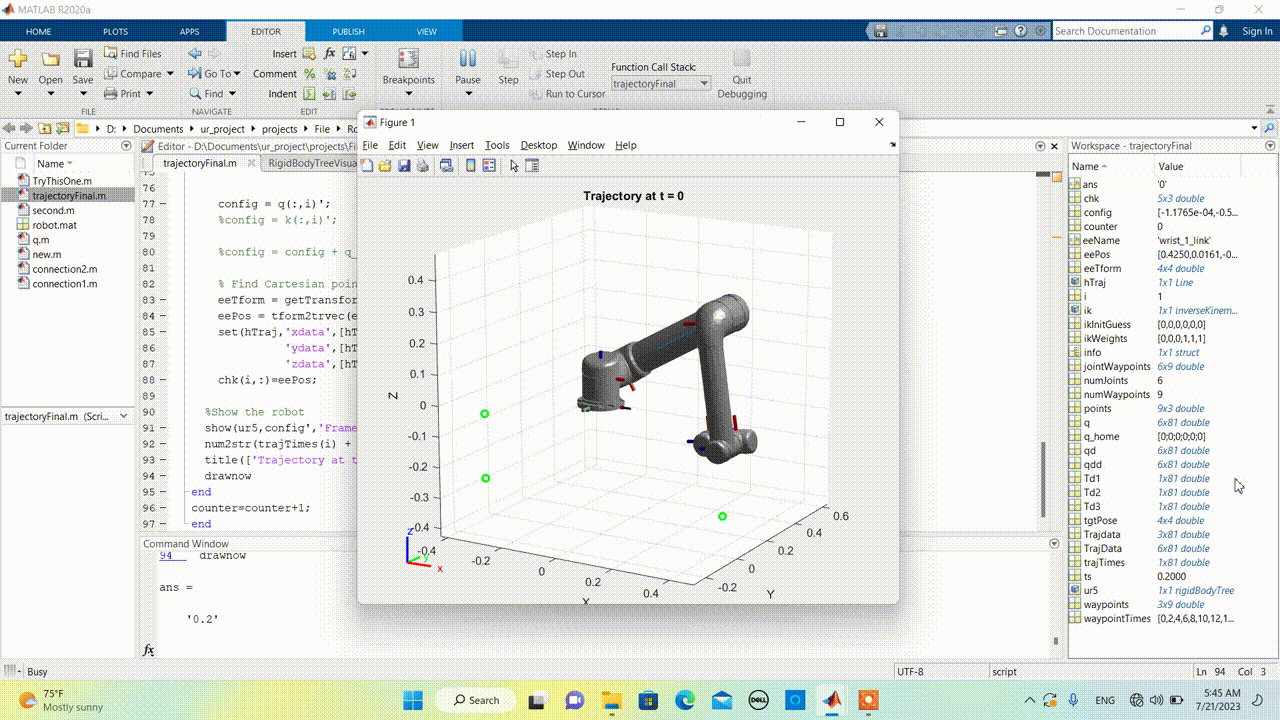 MATLAB R2020a
HOME PLOTS APPS EDITOR PUBLISH VIEW
Search Documentation
Sign In
New Open Save
Find Files
Compare
Print
FILE
Go To
Find
NAVIGATE
Insert
Comment
Indent
EDIT
Breakpoints
Pause
Step
Step In
Step Out
Run to Cursor
Function Call Stack:
trajectoryFinal
Quit Debugging
D: Documents ur_project projects File
Current Folder
Name
TryThisOne.m
trajectoryFinal.m
second.m
robot.mat
q.m
new.m
connection2.m
connection1.m
trajectoryFinal.m (Scri...
Editor - D:\Documents\ur_project\projects\Fi
trajectoryFinal.m
RigidBodyTreeVisua
76
77 config = q(:,i)';
78 %config = k(:,i)';
79
80 %config = config + q_
81
82 % Find Cartesian poin
83 eeTform = getTransfor
84 eePos = tform2trvec(e
85 set(hTraj,'xdata',[hT
86 'ydata',[hT
87 'zdata',[hT
88 chk(i,:)=eePos;
89
90 %Show the robot
91 show(ur5,config','Frame
92 num2str(trajTimes(i) +
93 title(['Trajectory at t
94 drawnow
95 end
96 counter=counter+1;
97 end
Command Window
94 drawnow
ans =
'0.2'
fx
Figure 1
File Edit View Insert Tools Desktop Window Help
Trajectory at t = 0
0.4
0.3
0.2
0.1
0
-0.1
-0.2
-0.3
-0.4
Z
-0.4 -0.2 0 0.2 0.4
X
-0.2 0 0.2 0.4 0.6
Y
Z
Y
X
Workspace - trajectoryFinal
Name Value
ans '0'
chk 5x3 double
config [-1.1765e-04,-0.5...
counter 0
eeName 'wrist_1_link'
eePos [0.4250,0.0161,-0...
eeTform 4x4 double
hTraj 1x1 Line
i 1
ik 1x1 inverseKinem...
ikInitGuess [0,0,0,0,0,0]
ikWeights [0,0,0,1,1,1]
info 1x1 struct
jointWaypoints 6x9 double
numJoints 6
numWaypoints 9
points 9x3 double
q 6x81 double
q_home [0;0;0;0;0;0]
qd 6x81 double
qdd 6x81 double
Td1 1x81 double
Td2 1x81 double
Td3 1x81 double
tgtPose 4x4 double
Trajdata 3x81 double
TrajData 6x81 double
trajTimes 1x81 double
ts 0.2000
ur5 1x1 rigidBodyTree
waypoints 3x9 double
waypointTimes [0,2,4,6,8,10,12,1...
Busy
UTF-8
script
Ln 94 Col 3
75°F
Mostly sunny
Search
DELL
ENG
5:45 AM
7/21/2023